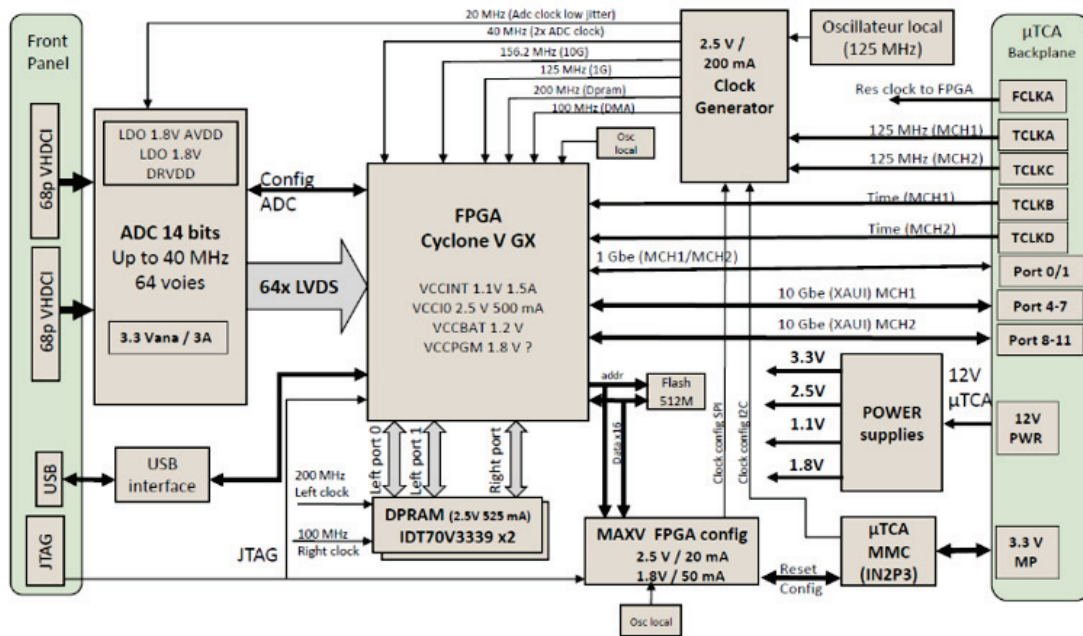 Front
Panel
68p VHDCI
68p VHDCI
USB
JTAG
LDO 1.8V AVDD
LDO 1.8V
DRVDD
ADC 14 bits
Up to 40 MHz
64 voies
3.3 Vana / 3A
USB
interface
20 MHz (Adc clock low jitter)
40 MHz (2x ADC clock)
156.2 MHz (10G)
125 MHz (1G)
200 MHz (Dpram)
100 MHz (DMA)
Osc
local
2.5 V /
200 mA
Clock
Generator
Oscillateur local
(125 MHz)
Config
ADC
64x LVDS
FPGA
Cyclone V GX
VCCINT 1.1V 1.5A
VCCI0 2.5 V 500 mA
VCCBAT 1.2 V
VCCPGM 1.8 V ?
Res clock to FPGA
125 MHz (MCH1)
125 MHz (MCH2)
Time (MCH1)
Time (MCH2)
1 Gbe (MCH1/MCH2)
10 Gbe (XAUI) MCH1
10 Gbe (XAUI) MCH2
µTCA
Backplane
FCLKA
TCLKA
TCLKC
TCLKB
TCLKD
Port 0/1
Port 4-7
Port 8-11
12V
PWR
3.3 V
MP
addr
Flash
512M
Data x16
Clock config SPI
Clock config I2C
3.3V
2.5V
1.1V
1.8V
POWER
supplies
12V
µTCA
Left port 0
Left port 1
Right port
200 MHz
Left clock
100 MHz
Right clock
JTAG
DPRAM (2.5V 525 mA)
IDT70V3339 x2
MAXV FPGA config
2.5 V / 20 mA
1.8V / 50 mA
Osc local
Reset
Config
µTCA
MMC
(IN2P3)